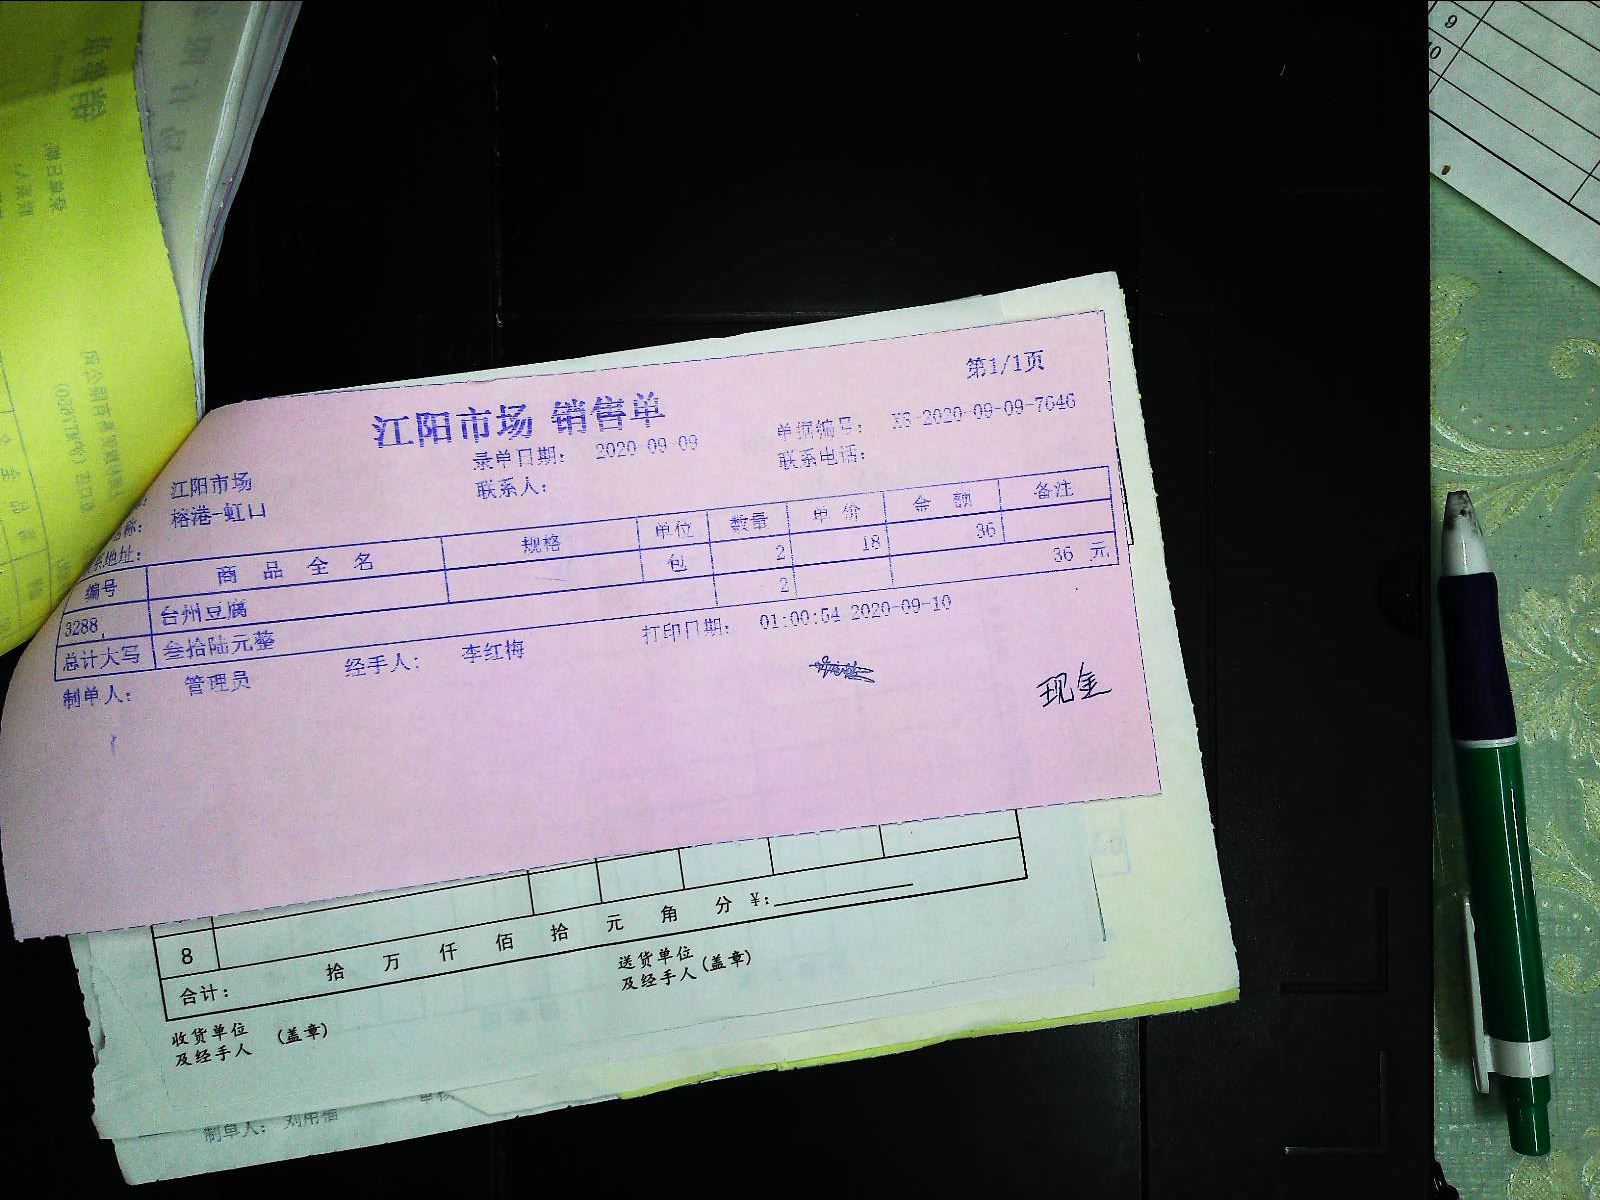 第1/1页
江阳市场 销售单
录单日期： 2020-09-09 单据编号： XS-2020-09-09-7646
江阳市场 联系人： 联系电话：
称： 榕港-虹口
地址：
编号 商品全名 规格 单位 数量 单价 金额 备注
3288 台州豆腐 包 2 18 36
总计大写 叁拾陆元整 2 36 元
制单人： 管理员 经手人： 李红梅 打印日期： 01:00:54 2020-09-10
现金
8
合计： 拾 万 仟 佰 拾 元 角 分 ¥:
收货单位 (盖章) 送货单位 (盖章)
及经手人 及经手人
制单人：
9